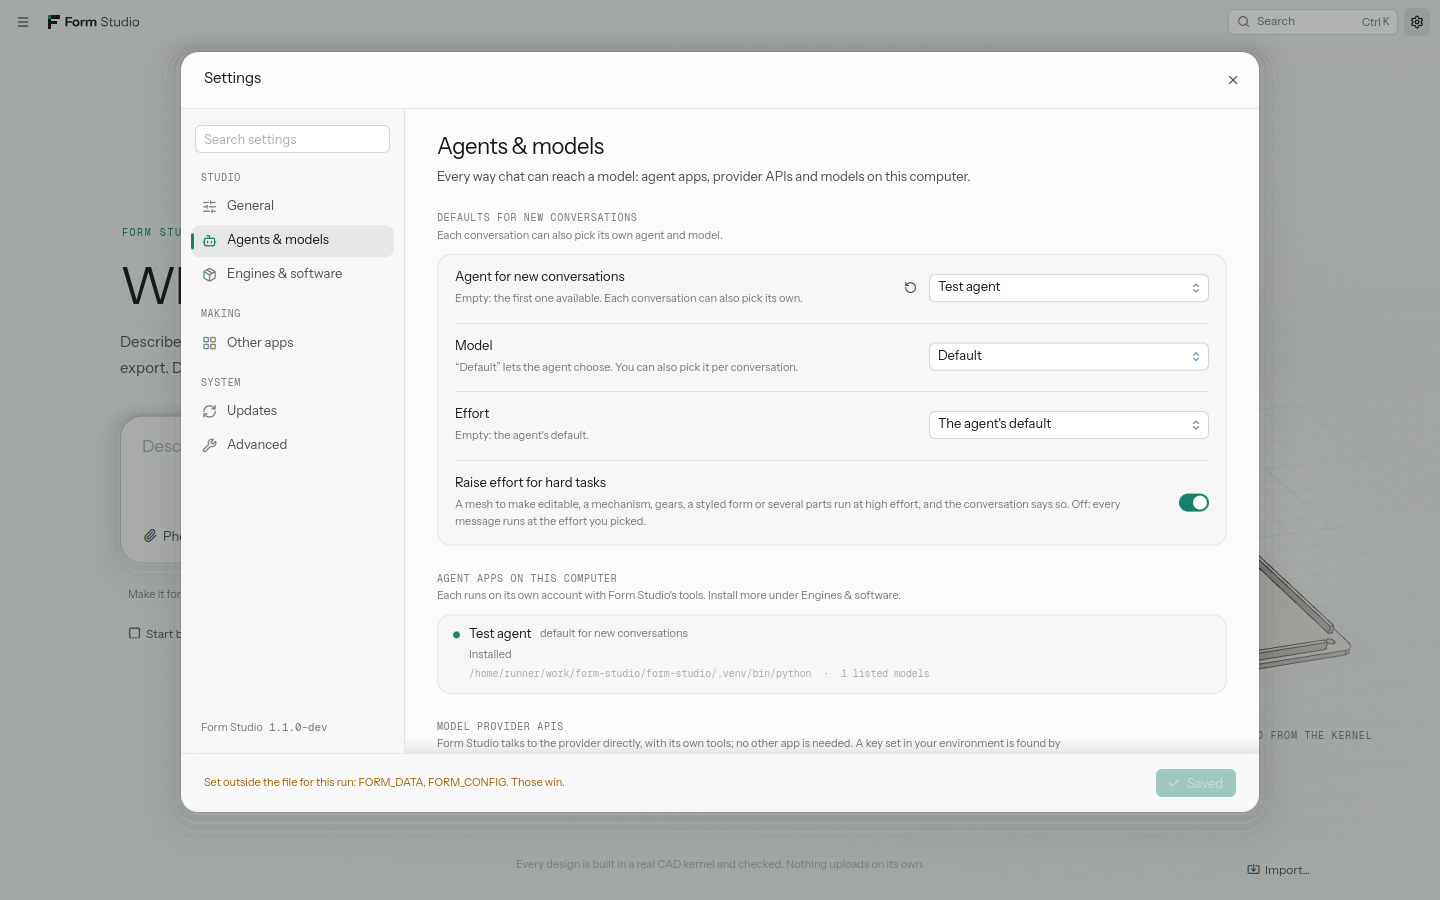 Form Studio
Search
Ctrl K
Settings
Search settings
STUDIO
General
Agents & models
Engines & software
MAKING
Other apps
SYSTEM
Updates
Advanced
Form Studio 1.1.0-dev
Agents & models
Every way chat can reach a model: agent apps, provider APIs and models on this computer.
DEFAULTS FOR NEW CONVERSATIONS
Each conversation can also pick its own agent and model.
Agent for new conversations
Empty: the first one available. Each conversation can also pick its own.
Test agent
Model
“Default” lets the agent choose. You can also pick it per conversation.
Default
Effort
Empty: the agent's default.
The agent's default
Raise effort for hard tasks
A mesh to make editable, a mechanism, gears, a styled form or several parts run at high effort, and the conversation says so. Off: every
message runs at the effort you picked.
AGENT APPS ON THIS COMPUTER
Each runs on its own account with Form Studio's tools. Install more under Engines & software.
Test agent default for new conversations
Installed
/home/runner/work/form-studio/form-studio/.venv/bin/python · 1 listed models
MODEL PROVIDER APIS
Form Studio talks to the provider directly, with its own tools; no other app is needed. A key set in your environment is found by
Set outside the file for this run: FORM_DATA, FORM_CONFIG. Those win.
Saved
FORM STU
Describe
export. D
Desc
Make it for
Start b
FROM THE KERNEL
Every design is built in a real CAD kernel and checked. Nothing uploads on its own.
Import...